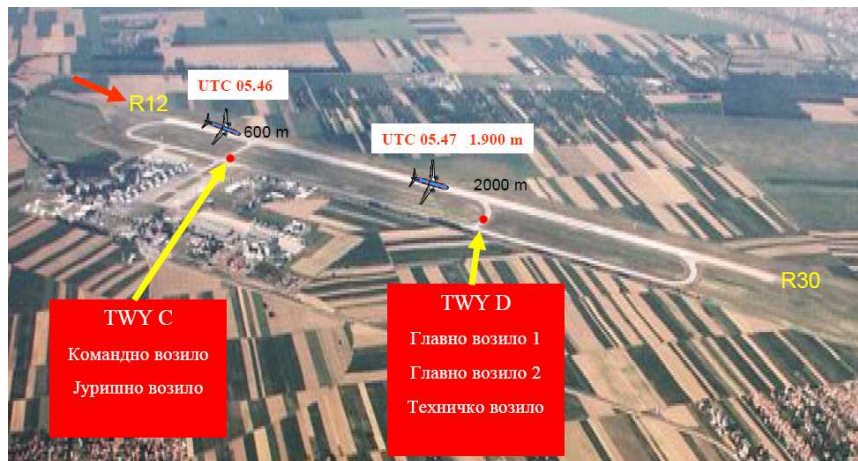 UTC 05.46
R12
600 m
UTC 05.47 1.900 m
2000 m
R30
TWY C
Командно возило
Јуришно возило
TWY D
Главно возило 1
Главно возило 2
Техничко возило